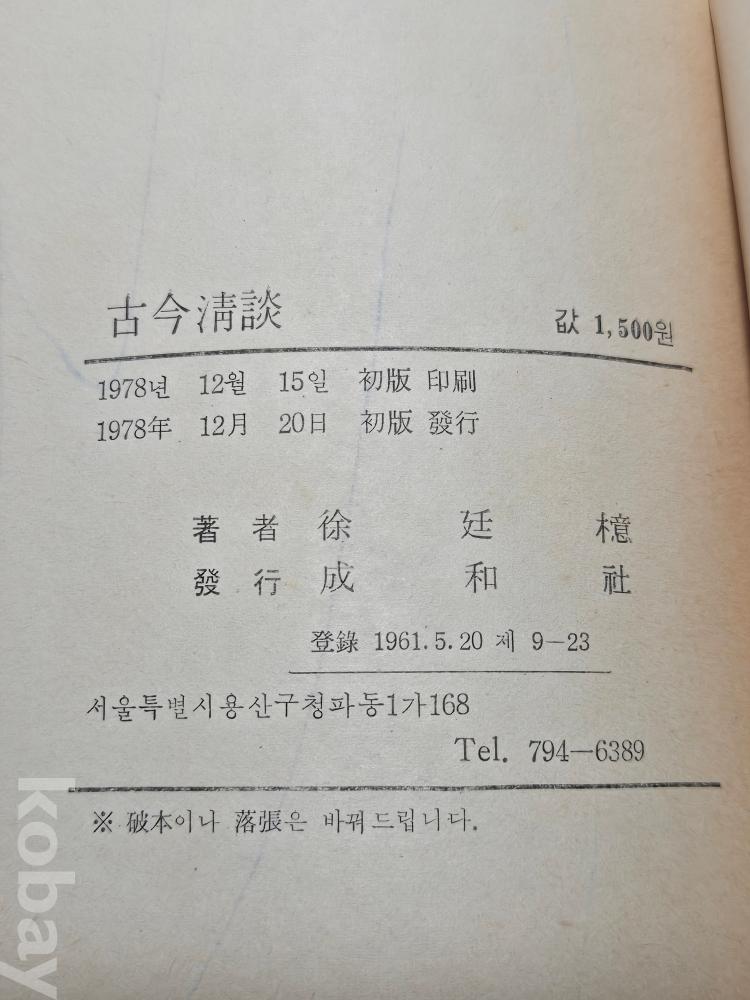 古今淸談 값 1,500원
1978년 12월 15일 初版 印刷
1978年 12月 20日 初版 發行
著者 徐廷檍
發行 成和社
登錄 1961.5.20 제 9-23
서울특별시용산구청파동1가168
Tel. 794-6389
※ 破本이나 落張은 바꿔드립니다.
kobay